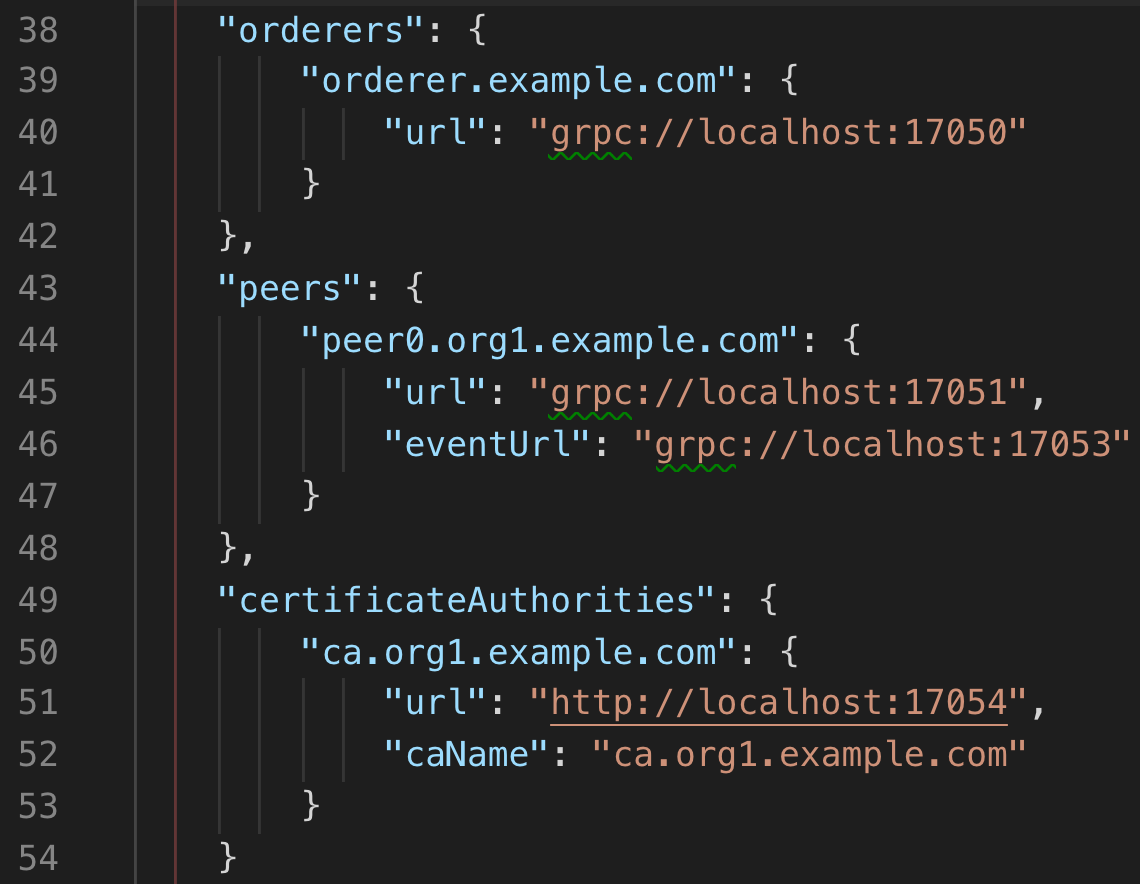 38 "orderers": {
39 "orderer.example.com": {
40 "url": "grpc://localhost:17050"
41 }
42 },
43 "peers": {
44 "peer0.org1.example.com": {
45 "url": "grpc://localhost:17051",
46 "eventUrl": "grpc://localhost:17053"
47 }
48 },
49 "certificateAuthorities": {
50 "ca.org1.example.com": {
51 "url": "http://localhost:17054",
52 "caName": "ca.org1.example.com"
53 }
54 }